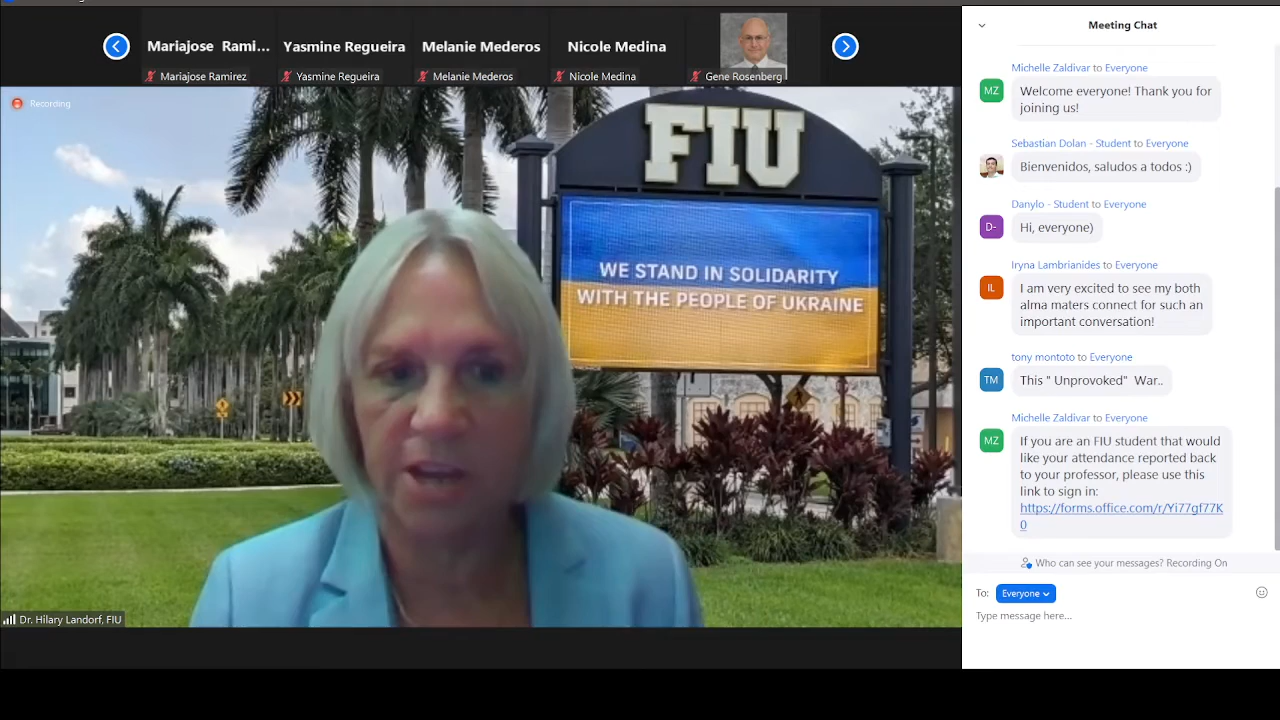 Mariajose Rami...
Yasmine Regueira
Melanie Mederos
Nicole Medina
Mariajose Ramirez
Yasmine Regueira
Melanie Mederos
Nicole Medina
Gene Rosenberg
Recording
FIU
WE STAND IN SOLIDARITY
WITH THE PEOPLE OF UKRAINE
Dr. Hilary Landorf, FIU
Meeting Chat
Michelle Zaldivar to Everyone
MZ
Welcome everyone! Thank you for
joining us!
Sebastian Dolan - Student to Everyone
Bienvenidos, saludos a todos :)
Danylo - Student to Everyone
D-
Hi, everyone)
Iryna Lambrianides to Everyone
IL
I am very excited to see my both
alma maters connect for such an
important conversation!
tony montoto to Everyone
TM
This " Unprovoked" War..
Michelle Zaldivar to Everyone
MZ
If you are an FIU student that would
like your attendance reported back
to your professor, please use this
link to sign in:
https://forms.office.com/r/Yi77gf77K
0
Who can see your messages? Recording On
To: Everyone
Type message here...